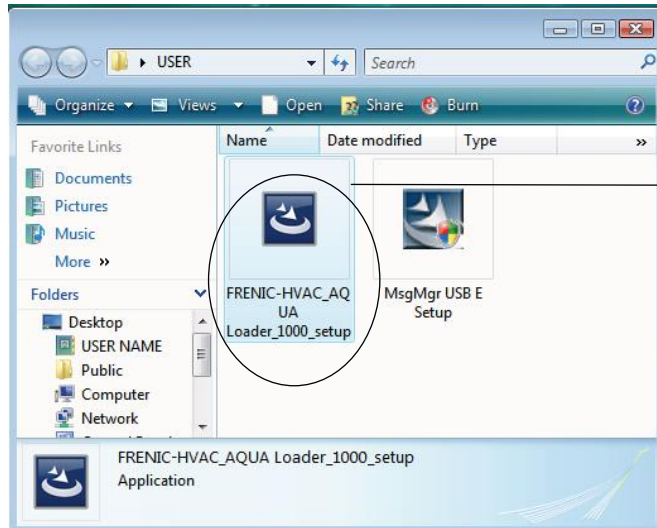 USER
Search
Organize Views Open Share Burn
Favorite Links
Documents
Pictures
Music
More »
Folders
Desktop
USER NAME
Public
Computer
Network
Name Date modified Type »
FRENIC-HVAC_AQ
UA
Loader_1000_setup
MsgMgr USB E
Setup
FRENIC-HVAC_AQUA Loader_1000_setup
Application